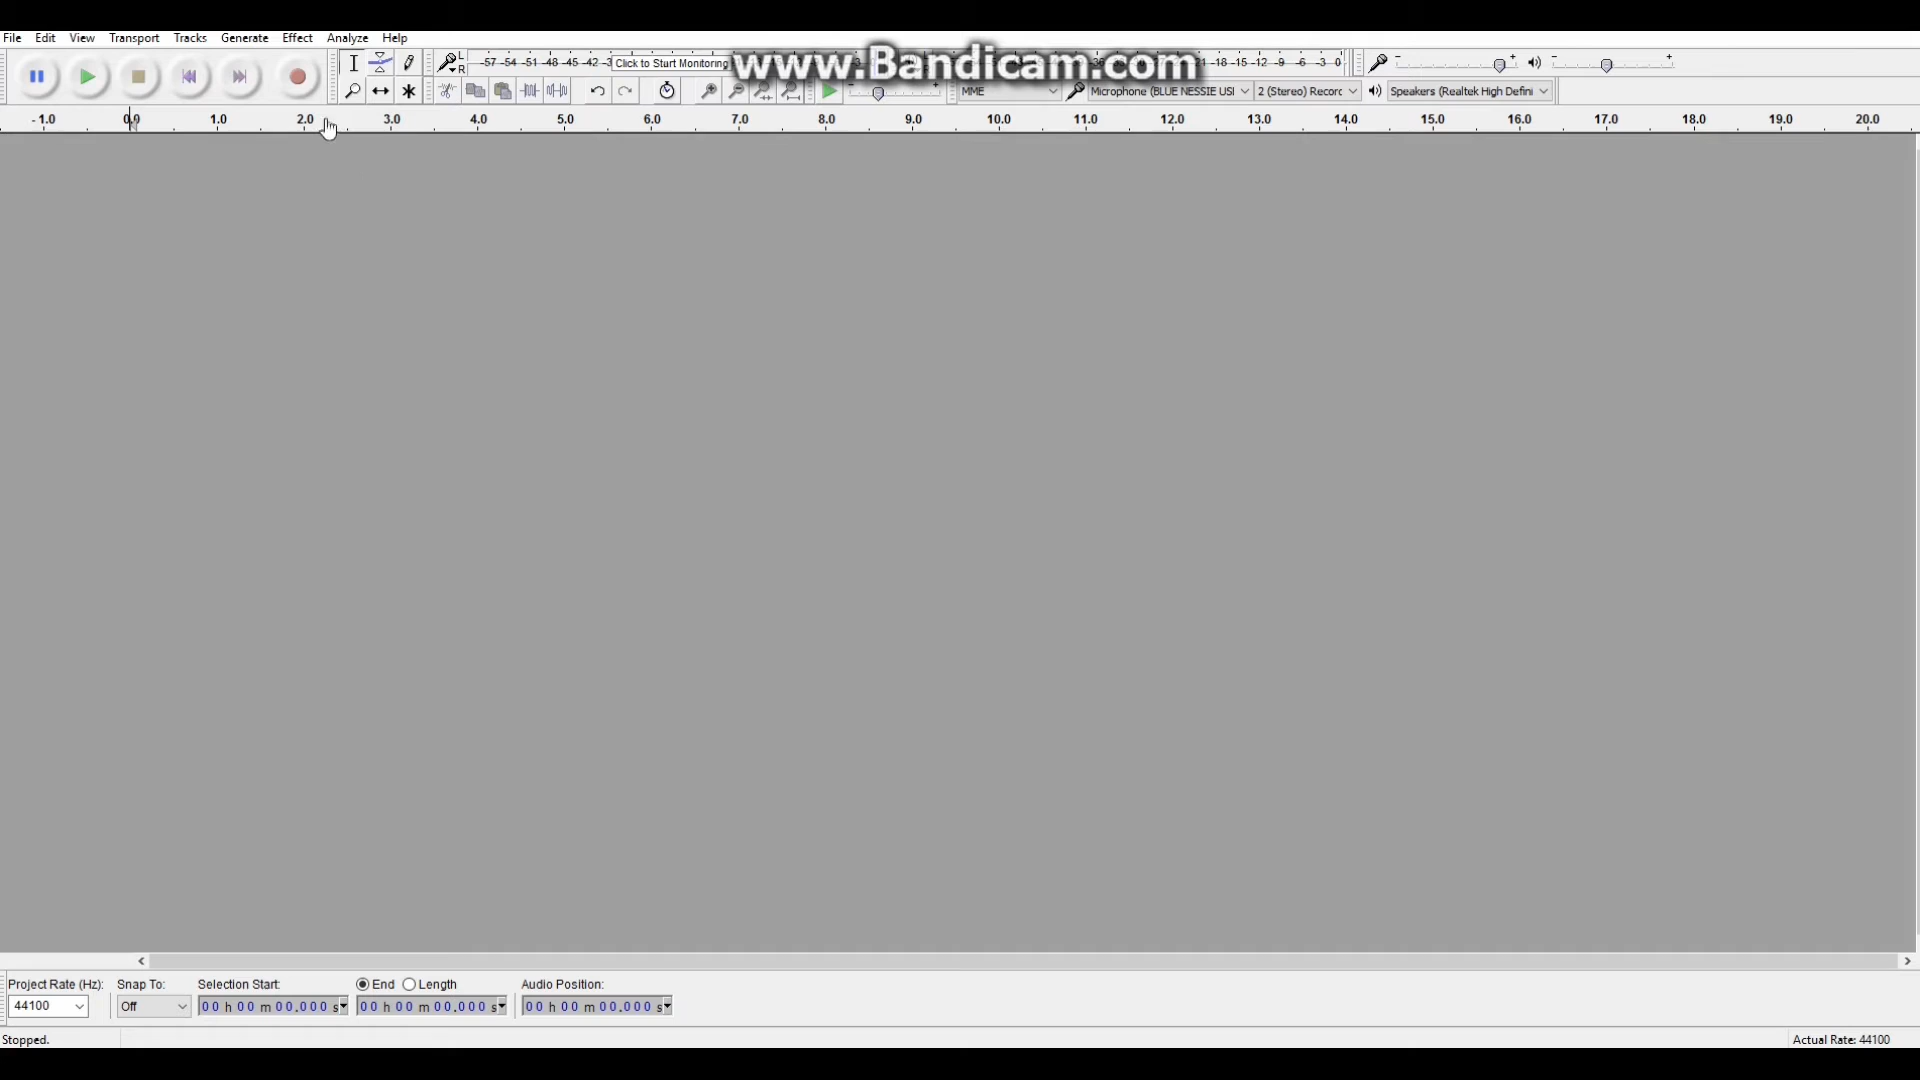 File Edit View Transport Tracks Generate Effect Analyze Help
L
R
-57 -54 -51 -48 -45 -42 Click to Start Monitoring
-21 -18 -15 -12 -9 -6 -3 0
www.Bandicam.com
MME Microphone (BLUE NESSIE USI 2 (Stereo) Recorc Speakers (Realtek High Defini
-1.0 0.0 1.0 2.0 3.0 4.0 5.0 6.0 7.0 8.0 9.0 10.0 11.0 12.0 13.0 14.0 15.0 16.0 17.0 18.0 19.0 20.0
Project Rate (Hz): Snap To: Selection Start: End Length Audio Position:
44100 Off 00 h 00 m 00.000 s 00 h 00 m 00.000 s 00 h 00 m 00.000 s
Stopped. Actual Rate: 44100